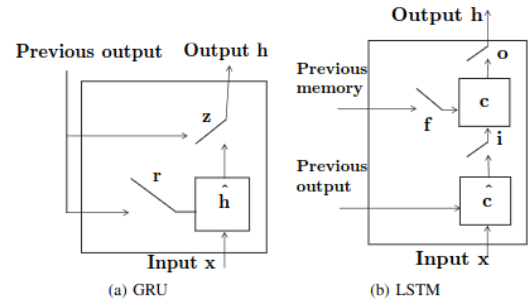 Previous output
Output h
z
r
ĥ
Input x
(a) GRU
Output h
o
Previous
memory
c
f
i
Previous
output
ĉ
Input x
(b) LSTM